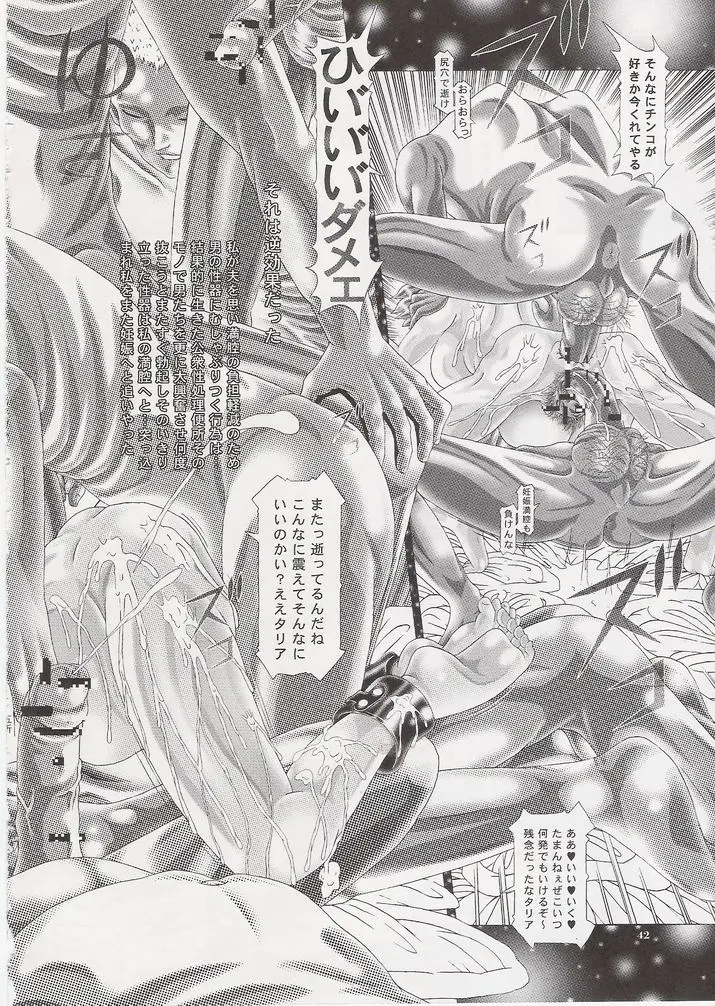 そんなにチンコが
好きか今くれてやる
おらおらっ
尻穴で逝け
ひい゛い゛い゛ダメェ
それは逆効果だった
私が夫を思い満腔の負担軽減のため
男の性器にむしゃぶりつく行為は…
結果的に生きた公衆性処理便所その
モノで男たちを更に大興奮させ何度
抜こうとまたすぐ勃起しそのいきり
立った性器は私の満腔へと…突っ込
まれ私をまた妊娠へと追いやった
妊娠満腔も
負けんな
またっ逝ってるんだね
こんなに震えてそんなに
いいのかい?ええタリア
ああ♥いい♥いく♥
たまんねぇぜこいつ
何発でもいけるぞ~
残念だったなタリア
42